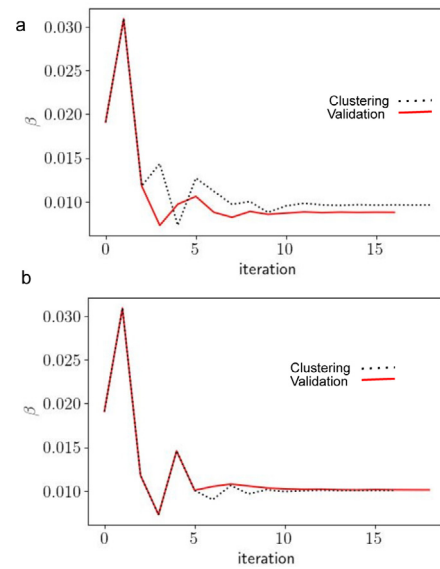 a
0.030
0.025
0.020
0.015
0.010
β
Clustering
Validation
0 5 10 15
iteration
b
0.030
0.025
0.020
0.015
0.010
β
Clustering
Validation
0 5 10 15
iteration